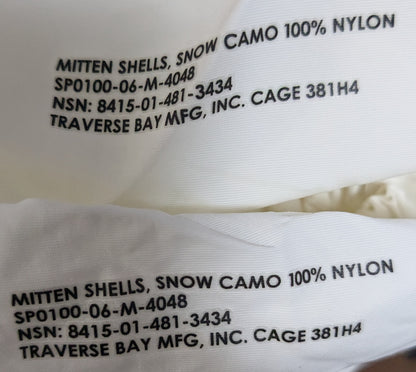 MITTEN SHELLS, SNOW CAMO 100% NYLON
SP0100-06-M-4048
NSN: 8415-01-481-3434
TRAVERSE BAY MFG, INC. CAGE 381H4
MITTEN SHELLS, SNOW CAMO 100% NYLON
SP0100-06-M-4048
NSN: 8415-01-481-3434
TRAVERSE BAY MFG, INC. CAGE 381H4